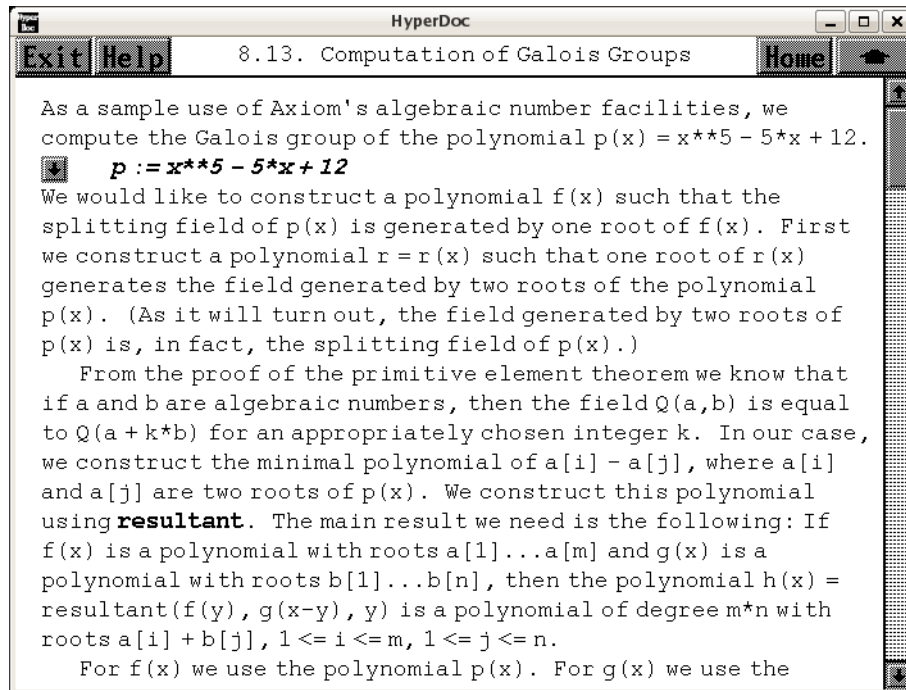 Hyper Doc
HyperDoc
Exit Help 8.13. Computation of Galois Groups Home
As a sample use of Axiom's algebraic number facilities, we
compute the Galois group of the polynomial p(x) = x**5 - 5*x + 12.
p := x**5 - 5*x + 12
We would like to construct a polynomial f(x) such that the
splitting field of p(x) is generated by one root of f(x). First
we construct a polynomial r = r(x) such that one root of r(x)
generates the field generated by two roots of the polynomial
p(x). (As it will turn out, the field generated by two roots of
p(x) is, in fact, the splitting field of p(x).)
From the proof of the primitive element theorem we know that
if a and b are algebraic numbers, then the field Q(a,b) is equal
to Q(a + k*b) for an appropriately chosen integer k. In our case,
we construct the minimal polynomial of a[i] - a[j], where a[i]
and a[j] are two roots of p(x). We construct this polynomial
using resultant. The main result we need is the following: If
f(x) is a polynomial with roots a[1]...a[m] and g(x) is a
polynomial with roots b[1]...b[n], then the polynomial h(x) =
resultant(f(y), g(x-y), y) is a polynomial of degree m*n with
roots a[i] + b[j], 1 <= i <= m, 1 <= j <= n.
For f(x) we use the polynomial p(x). For g(x) we use the